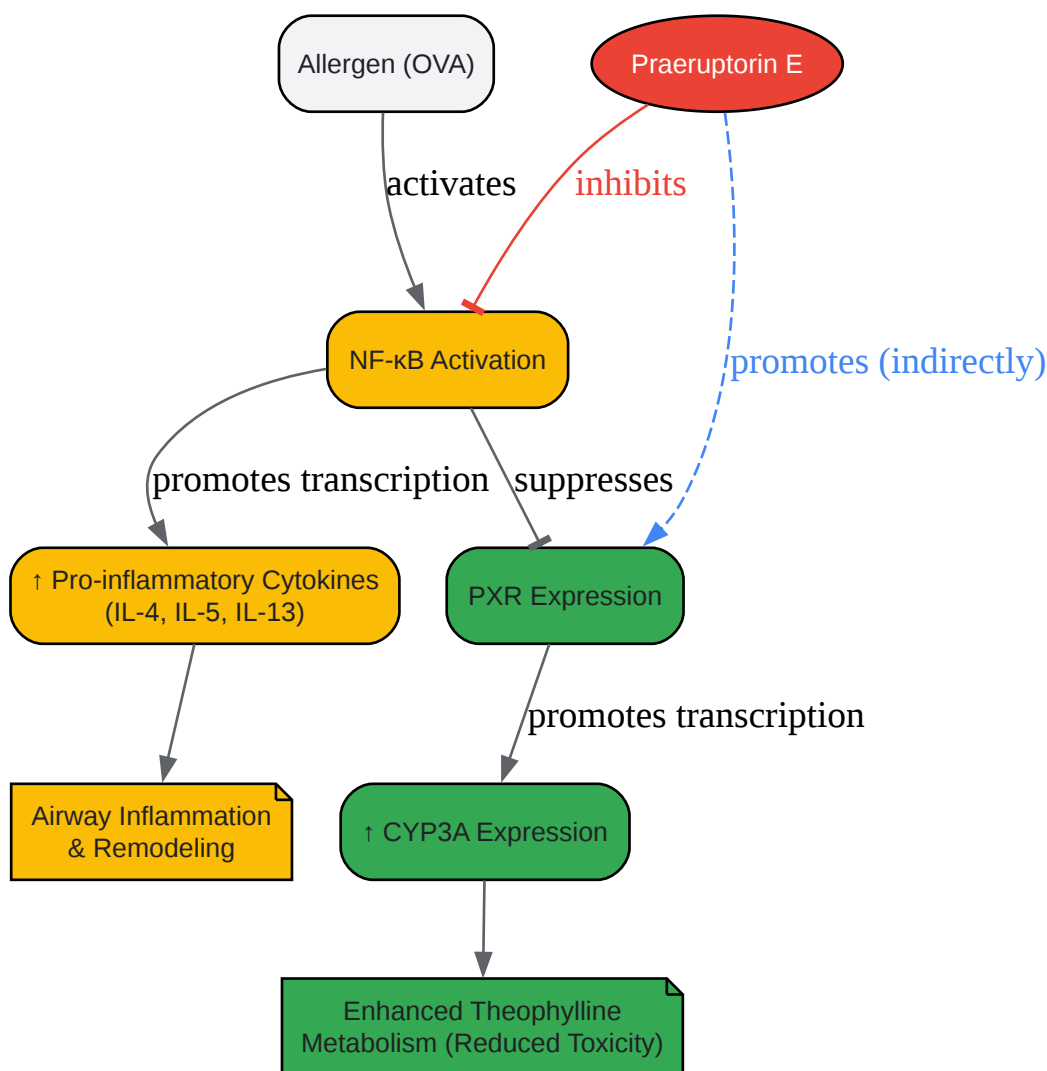 Allergen (OVA)
Praeruptorin E
activates
inhibits
NF-κB Activation
promotes (indirectly)
promotes transcription
suppresses
↑ Pro-inflammatory Cytokines
(IL-4, IL-5, IL-13)
PXR Expression
promotes transcription
Airway Inflammation
& Remodeling
↑ CYP3A Expression
Enhanced Theophylline
Metabolism (Reduced Toxicity)